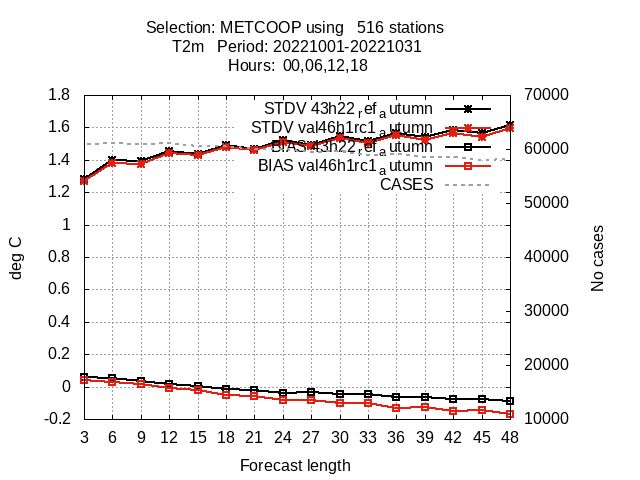 Selection: METCOOP using 516 stations
T2m Period: 20221001-20221031
Hours: 00,06,12,18
1.8
1.6
1.4
1.2
1
0.8
0.6
0.4
0.2
0
-0.2
deg C
STDV 43h22_ref_autumn
STDV val46h1rc1_autumn
BIAS 43h22_ref_autumn
BIAS val46h1rc1_autumn
CASES
70000
60000
50000
40000
30000
20000
10000
No cases
3 6 9 12 15 18 21 24 27 30 33 36 39 42 45 48
Forecast length